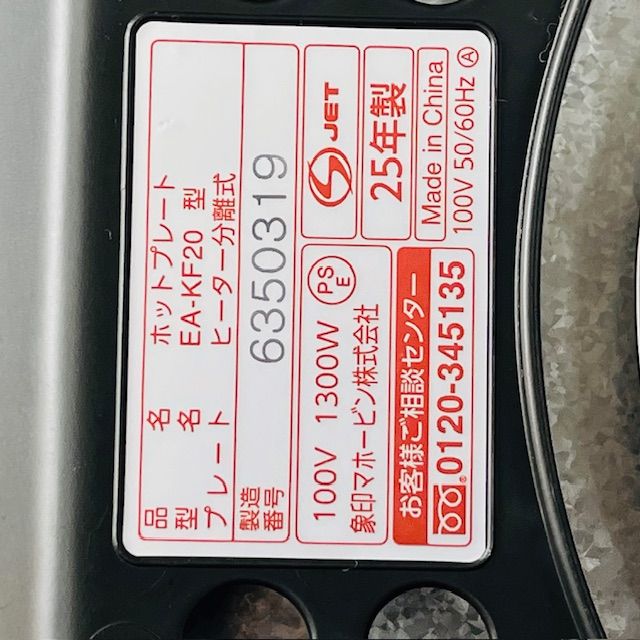 品　名　ホットプレート
型　名　EA-KF20 型
プレート　ヒーター分離式
製造番号　6350319
100V 1300W PSE
象印マホービン株式会社
お客様ご相談センター
0120-345135
JET
25年製
Made in China
100V 50/60Hz Ⓐ